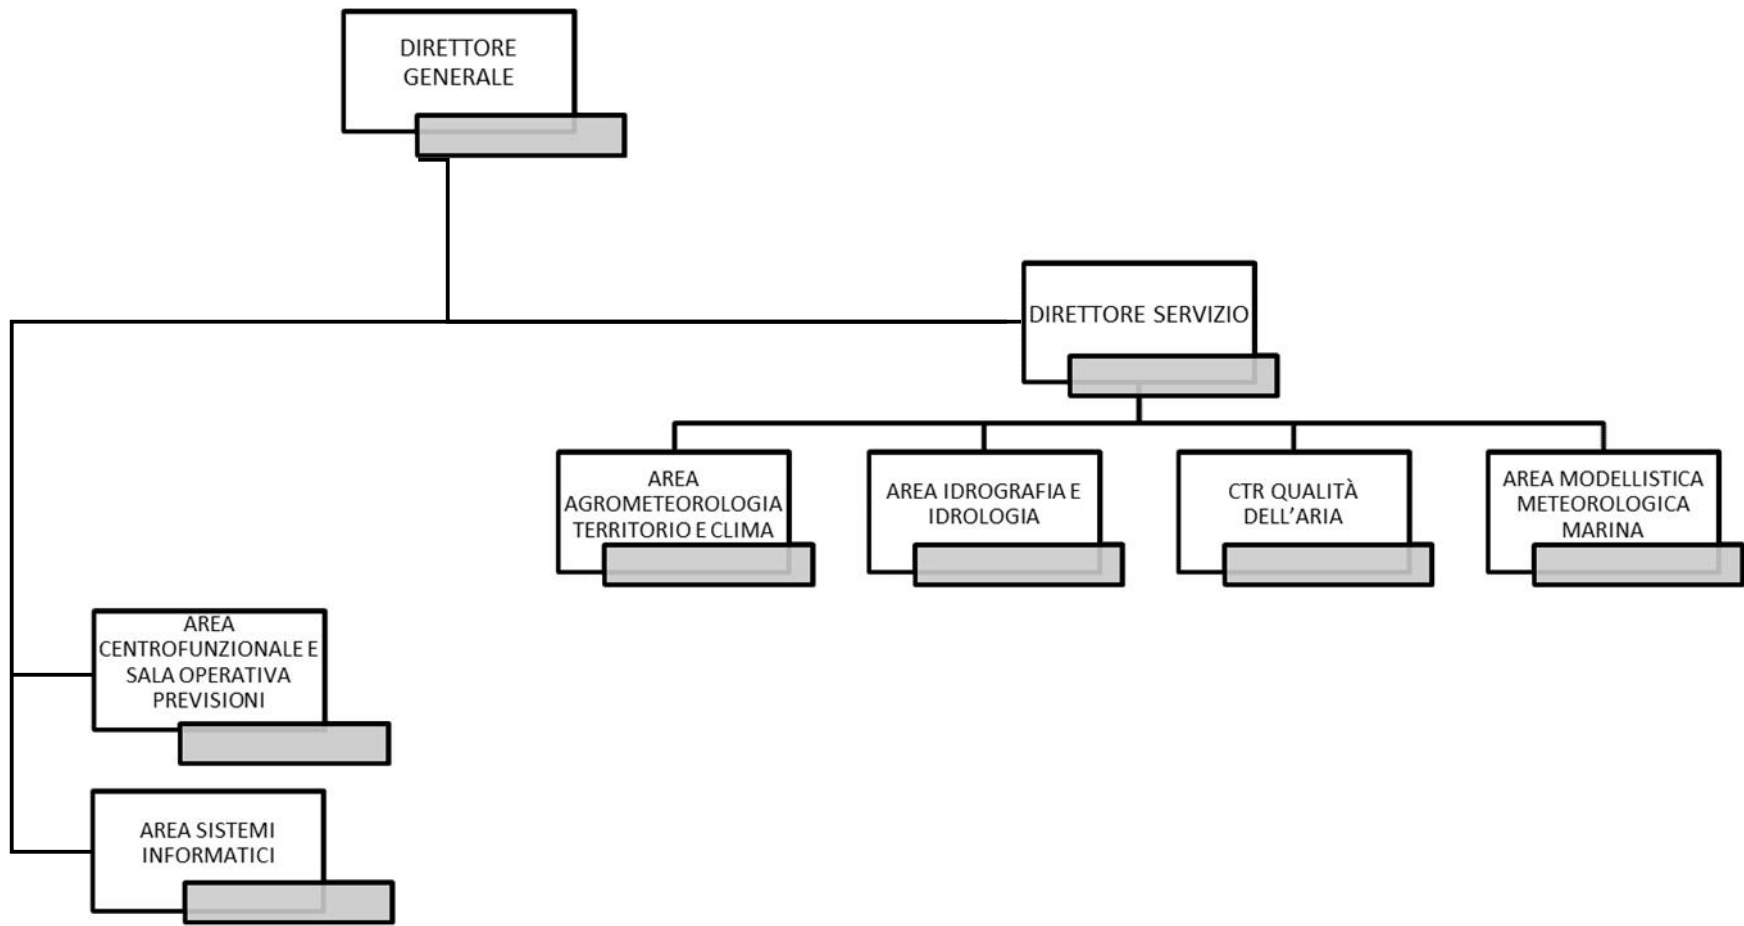 DIRETTORE
GENERALE
DIRETTORE SERVIZIO
AREA
AGROMETEOROLOGIA
TERRITORIO E CLIMA
AREA IDROGRAFIA E
IDROLOGIA
CTR QUALITÀ
DELL’ARIA
AREA MODELLISTICA
METEOROLOGICA
MARINA
AREA
CENTROFUNZIONALE E
SALA OPERATIVA
PREVISIONI
AREA SISTEMI
INFORMATICI